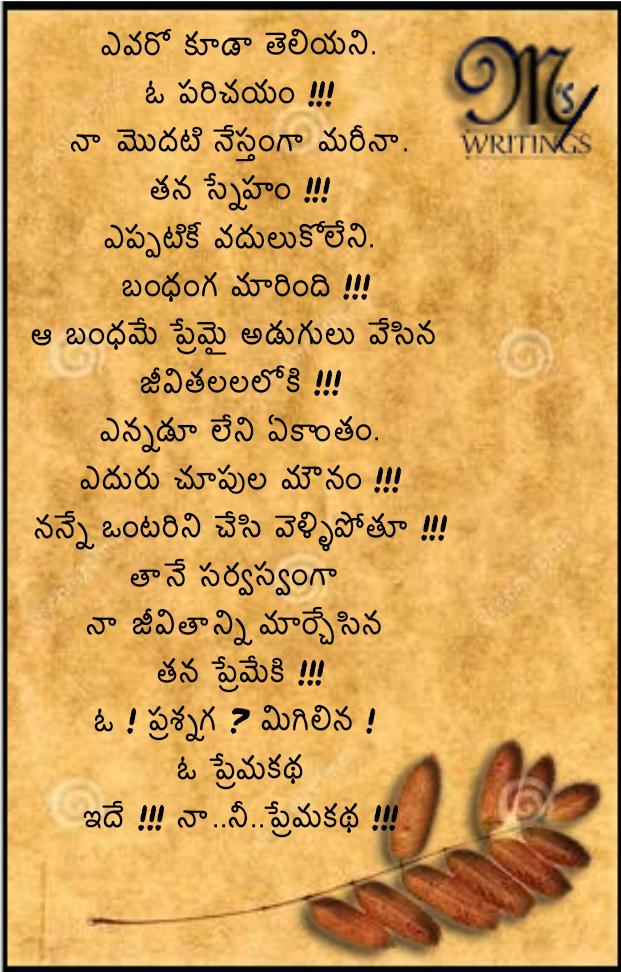 ఎవరో కూడా తెలియని.
ఓ పరిచయం !!!
నా మొదటి నేస్తంగా మరీనా.
తన స్నేహం !!!
ఎప్పటికీ వదులుకోలేని.
బంధంగ మారింది !!!
ఆ బంధమే ప్రేమై అడుగులు వేసిన
జీవితలలలోకి !!!
ఎన్నడూ లేని ఏకాంతం.
ఎదురు చూపుల మౌనం !!!
నన్నే ఒంటరిని చేసి వెళ్ళిపోతూ !!!
తానే సర్వస్వంగా
నా జీవితాన్ని మార్చేసిన
తన ప్రేమేకి !!!
ఓ ! ప్రశ్నగ ? మిగిలిన !
ఓ ప్రేమకథ
ఇదే !!! నా..నీ..ప్రేమకథ !!!
M's
WRITINGS